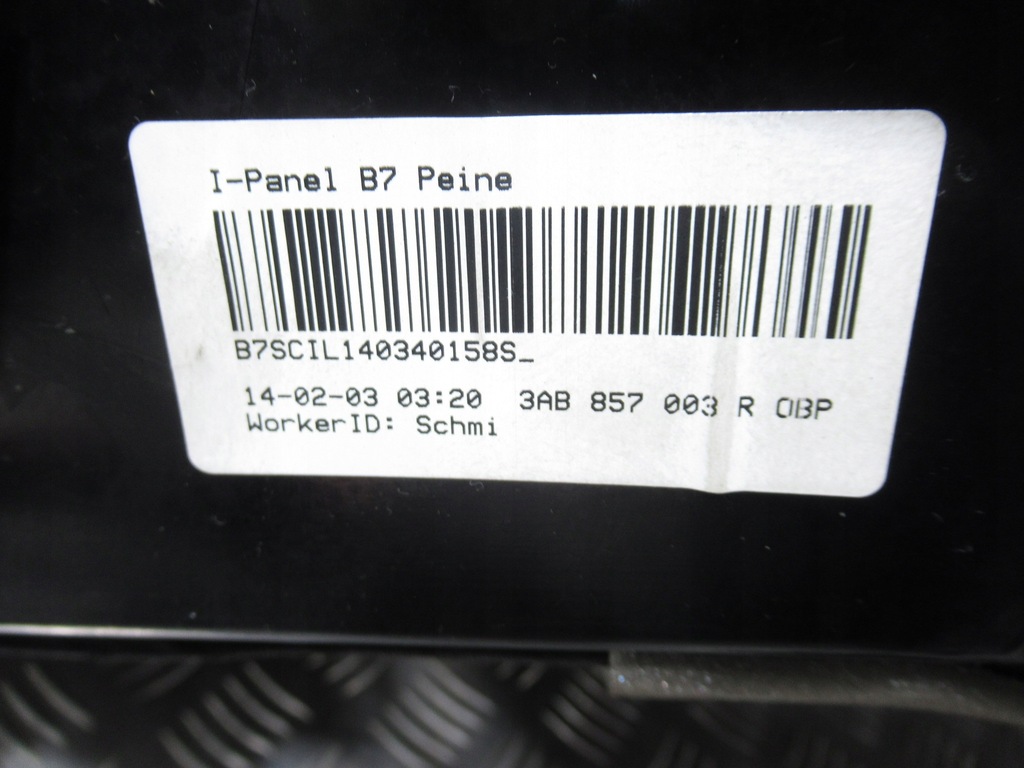 I-Panel B7 Peine
B7SCIL140340158S_
14-02-03 03:20 3AB 857 003 R OBP
WorkerID: Schmi